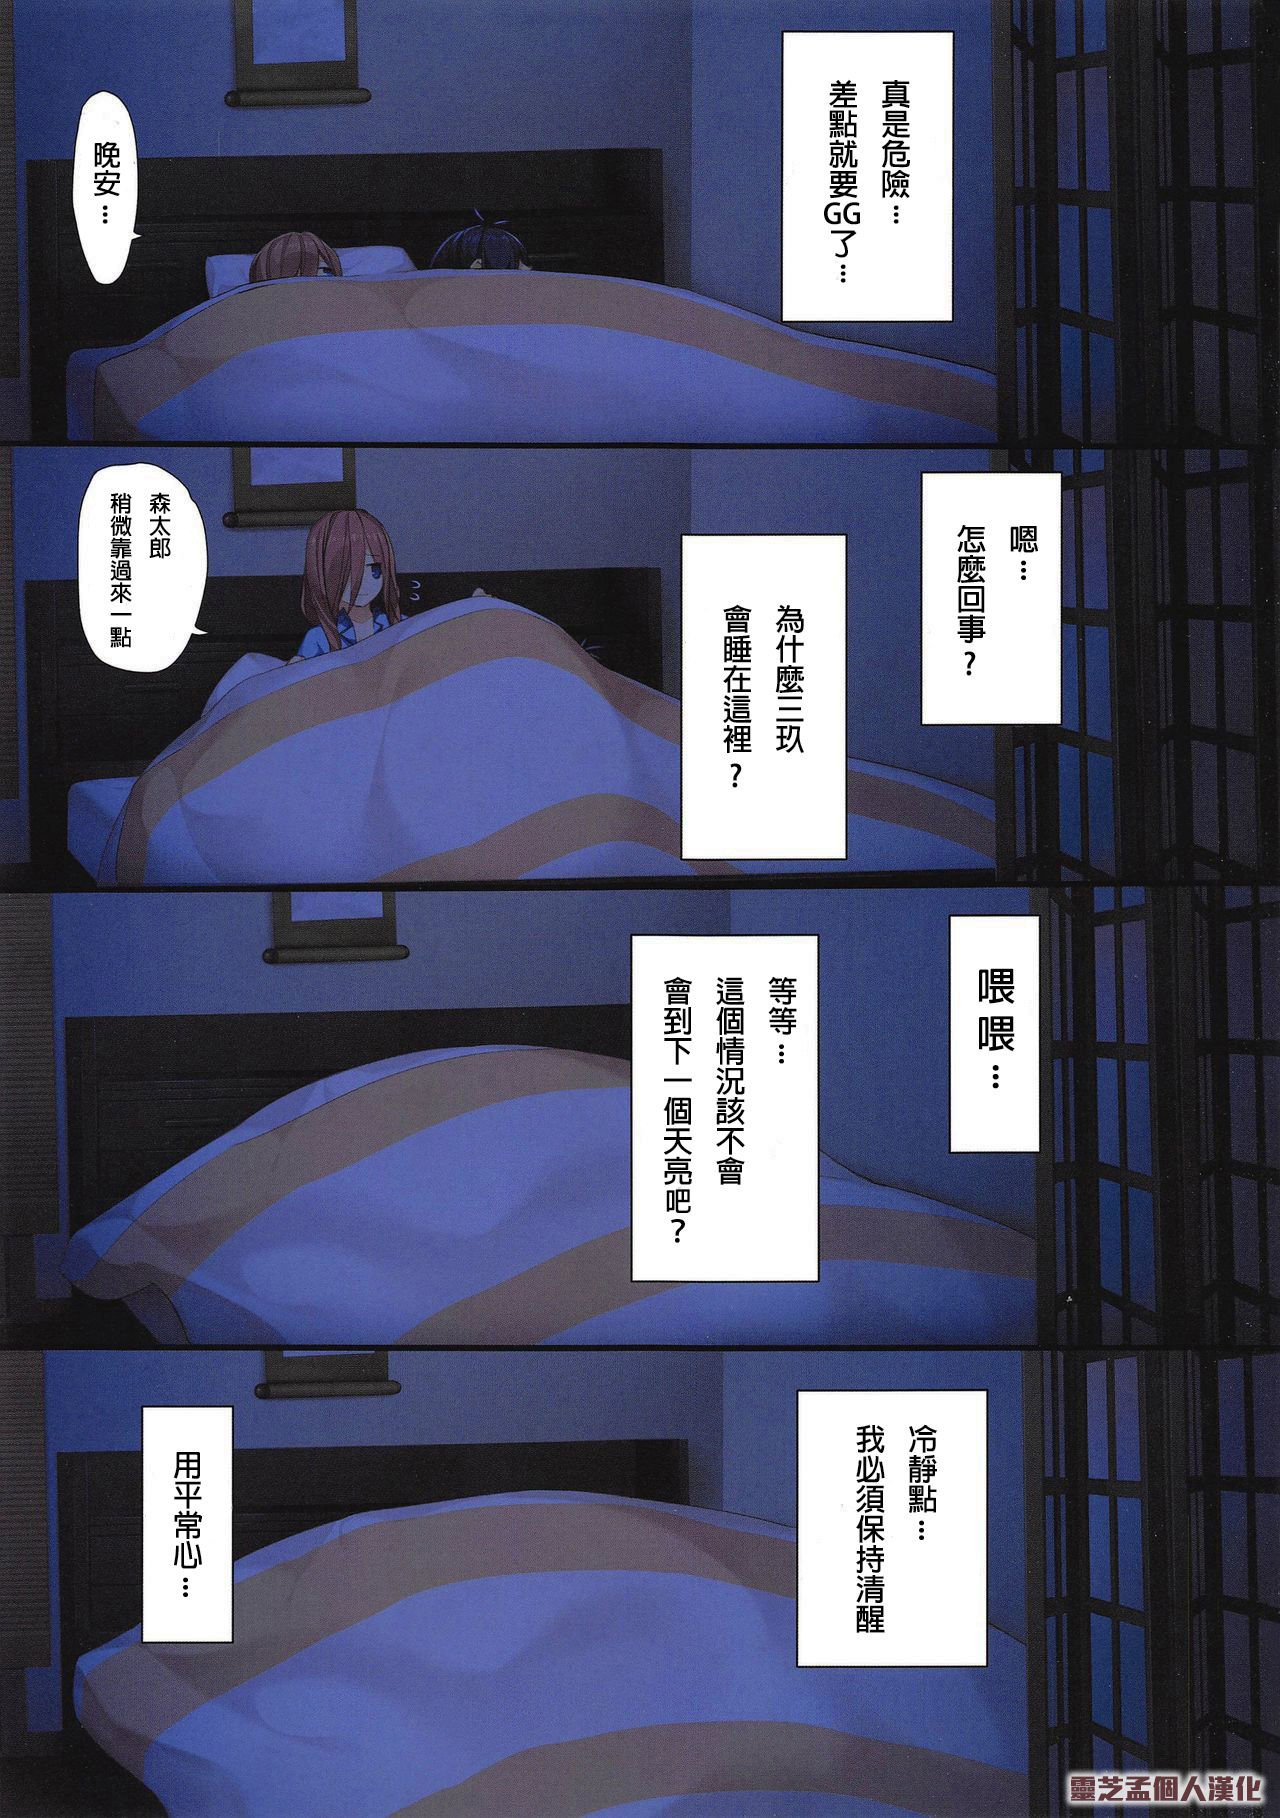 真是危險…
差點就要GG了…
晚安…
嗯…
怎麼回事?
為什麼三玖
會睡在這裡?
森太郎
稍微靠過來一點
喂喂…
等等…
這個情況該不會
會到下一個天亮吧?
冷靜點…
我必須保持清醒
用平常心…
靈芝孟個人漢化